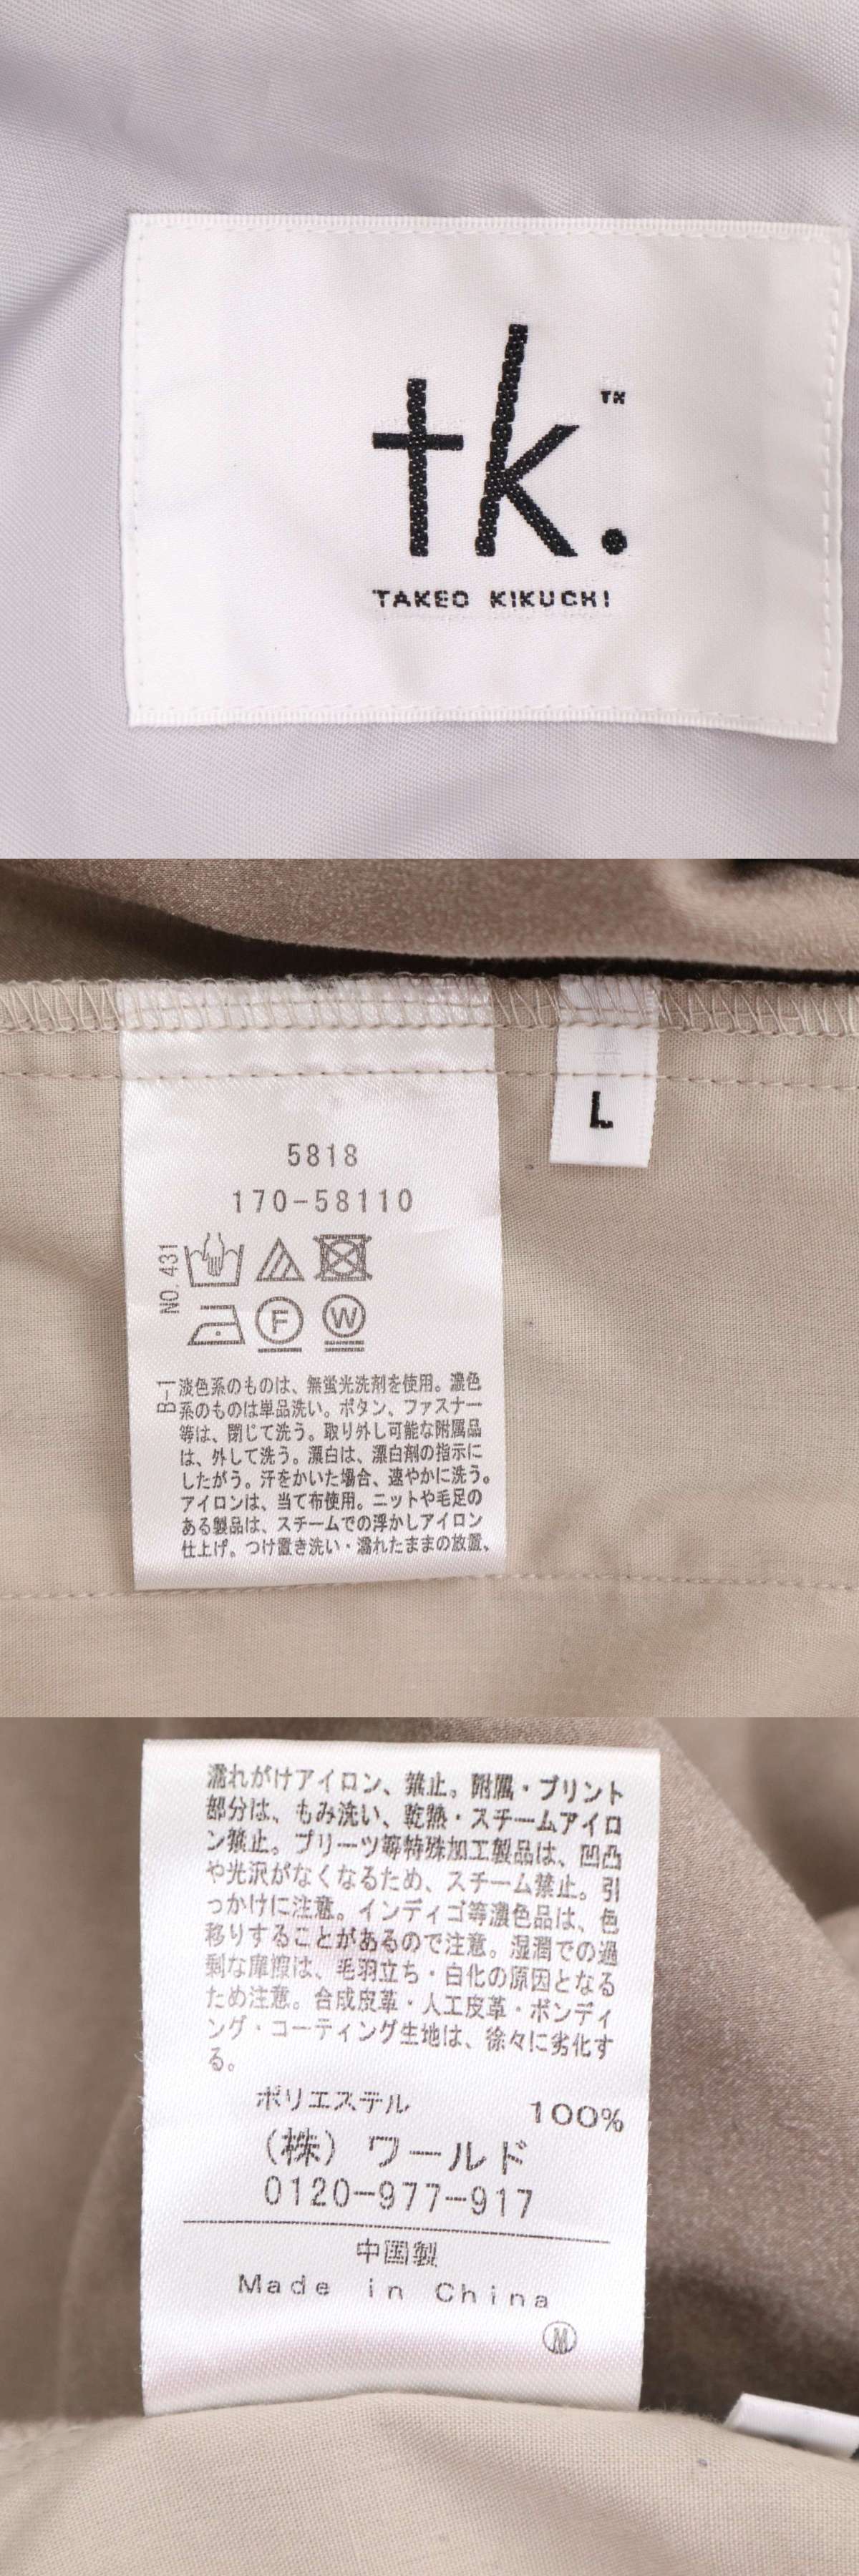 tk.
TM
TAKEO KIKUCHI
L
5818
170-58110
NO. 431
F
W
B-1
淡色系のものは、無蛍光洗剤を使用。濃色
系のものは単品洗い。ボタン、ファスナー
等は、閉じて洗う。取り外し可能な附属品
は、外して洗う。漂白は、漂白剤の指示に
したがう。汗をかいた場合、速やかに洗う。
アイロンは、当て布使用。ニットや毛足の
ある製品は、スチームでの浮かしアイロン
仕上げ。つけ置き洗い・濡れたままの放置、
濡れがけアイロン、禁止。附属・プリント
部分は、もみ洗い、乾熱・スチームアイロ
ン禁止。プリーツ等特殊加工製品は、凹凸
や光沢がなくなるため、スチーム禁止。引
っかけに注意。インディゴ等濃色品は、色
移りすることがあるので注意。湿潤での過
剰な摩擦は、毛羽立ち・白化の原因となる
ため注意。合成皮革・人工皮革・ボンディ
ング・コーティング生地は、徐々に劣化す
る。
ポリエステル 100%
(株) ワールド
0120-977-917
中国製
Made in China
M